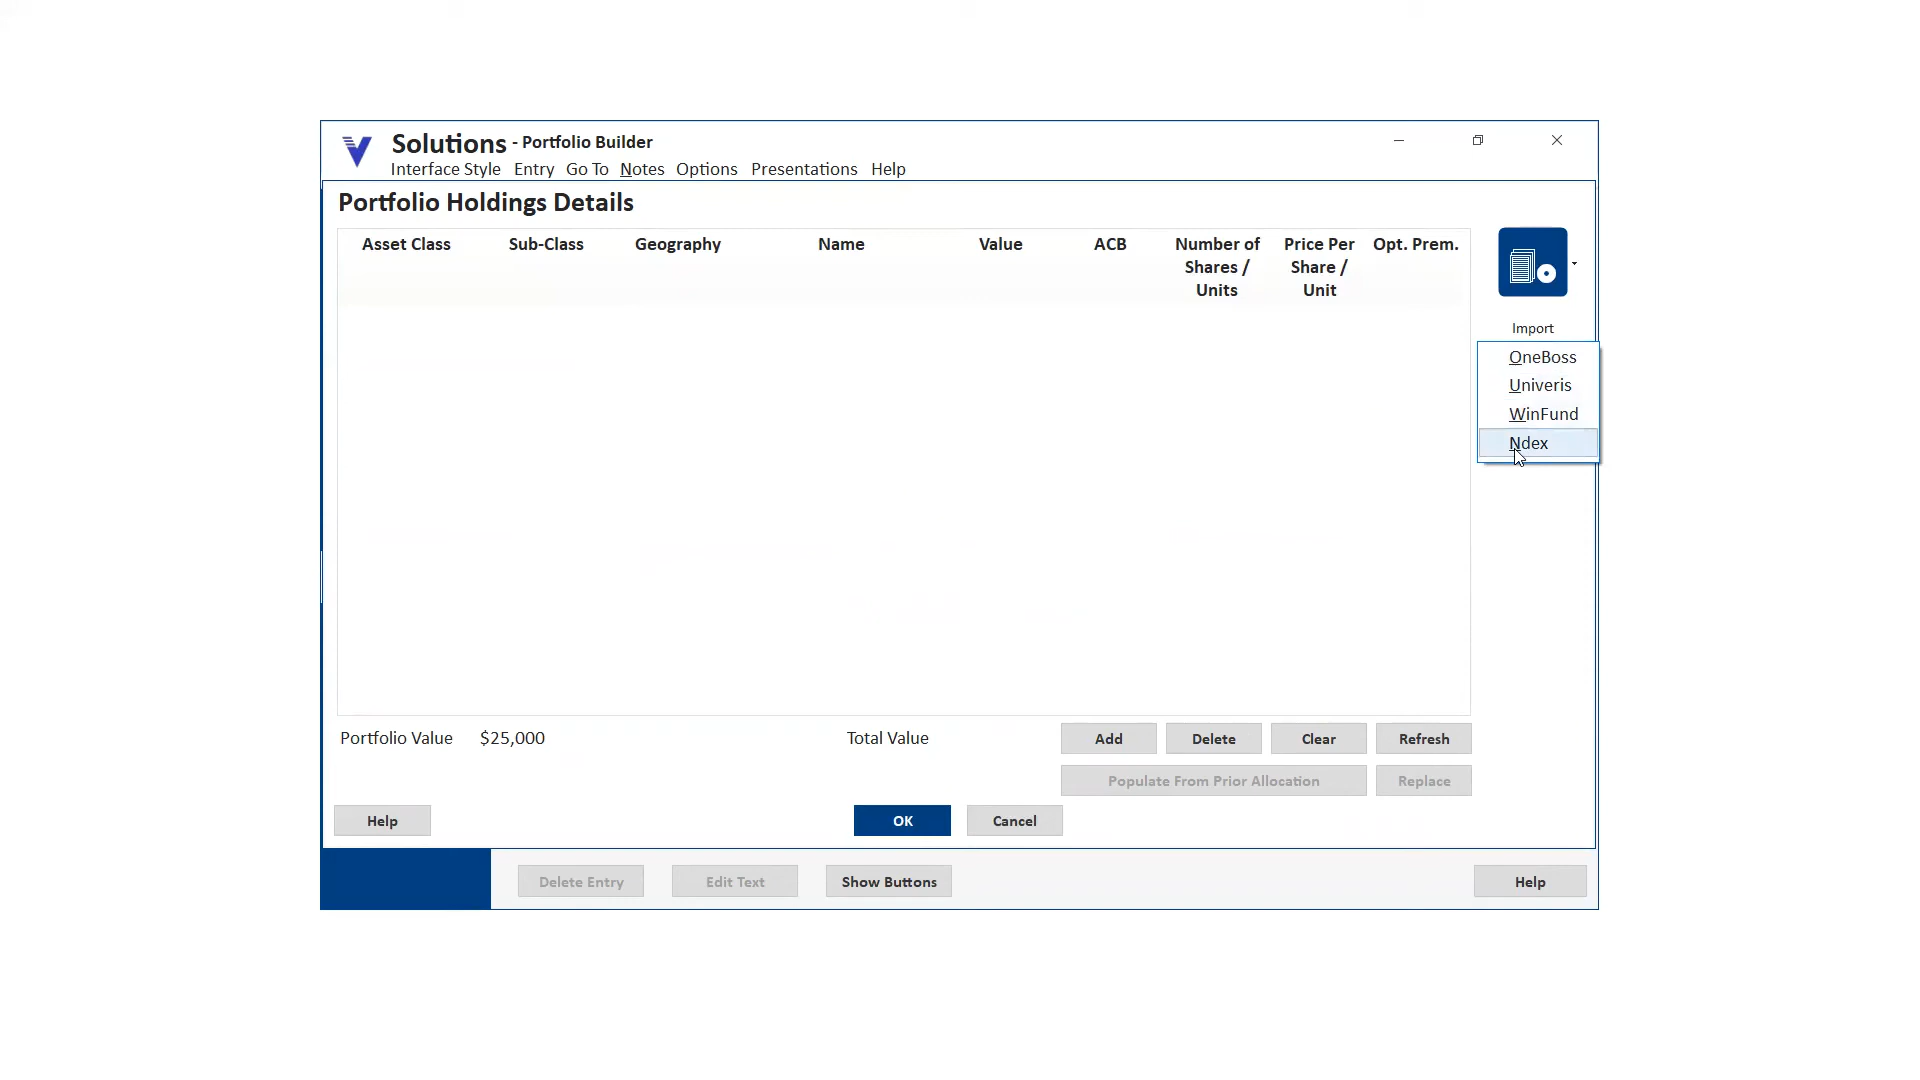 Solutions - Portfolio Builder
Interface Style Entry Go To Notes Options Presentations Help
Portfolio Holdings Details
Asset Class Sub-Class Geography Name Value ACB Number of Shares / Units Price Per Share / Unit Opt. Prem.
Import
OneBoss
Univeris
WinFund
Ndex
Portfolio Value $25,000 Total Value Add Delete Clear Refresh
Populate From Prior Allocation Replace
Help OK Cancel
Delete Entry Edit Text Show Buttons Help